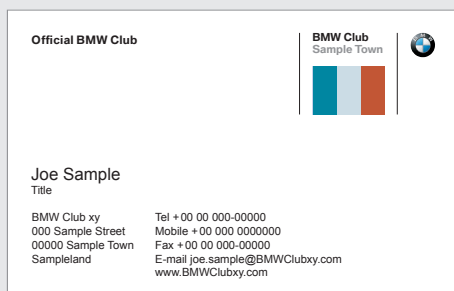 Official BMW Club
BMW Club
Sample Town
Joe Sample
Title
BMW Club xy
000 Sample Street
00000 Sample Town
Sampleland
Tel +00 00 000-00000
Mobile +00 000 0000000
Fax +00 00 000-00000
E-mail joe.sample@BMWClubxy.com
www.BMWClubxy.com